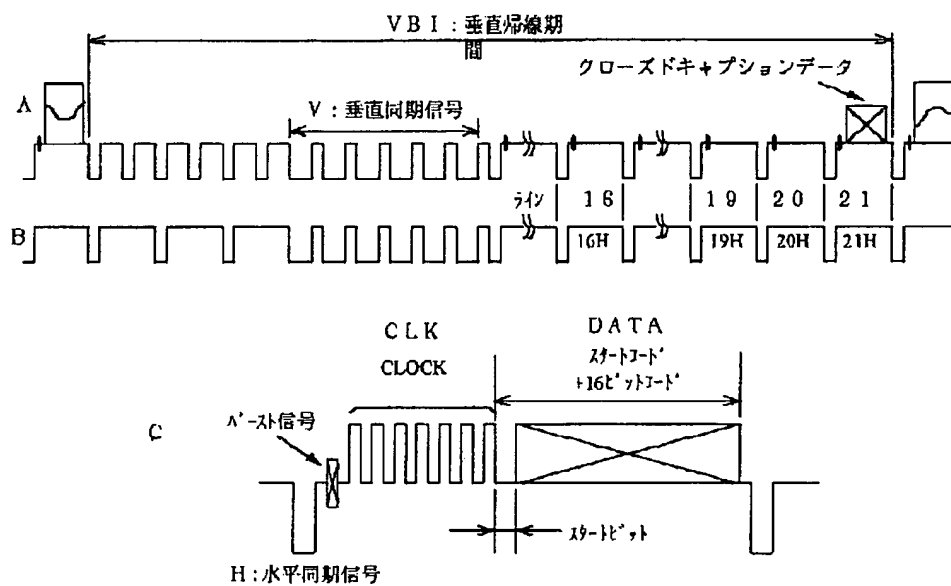 VBI:垂直帰線期
間
クローズドキャプションデータ
A
V:垂直同期信号
ライン 16 19 20 21
B
16H 19H 20H 21H
CLK
CLOCK
DATA
スタートコード
+16ビットコード
C
バースト信号
スタートビット
H:水平同期信号